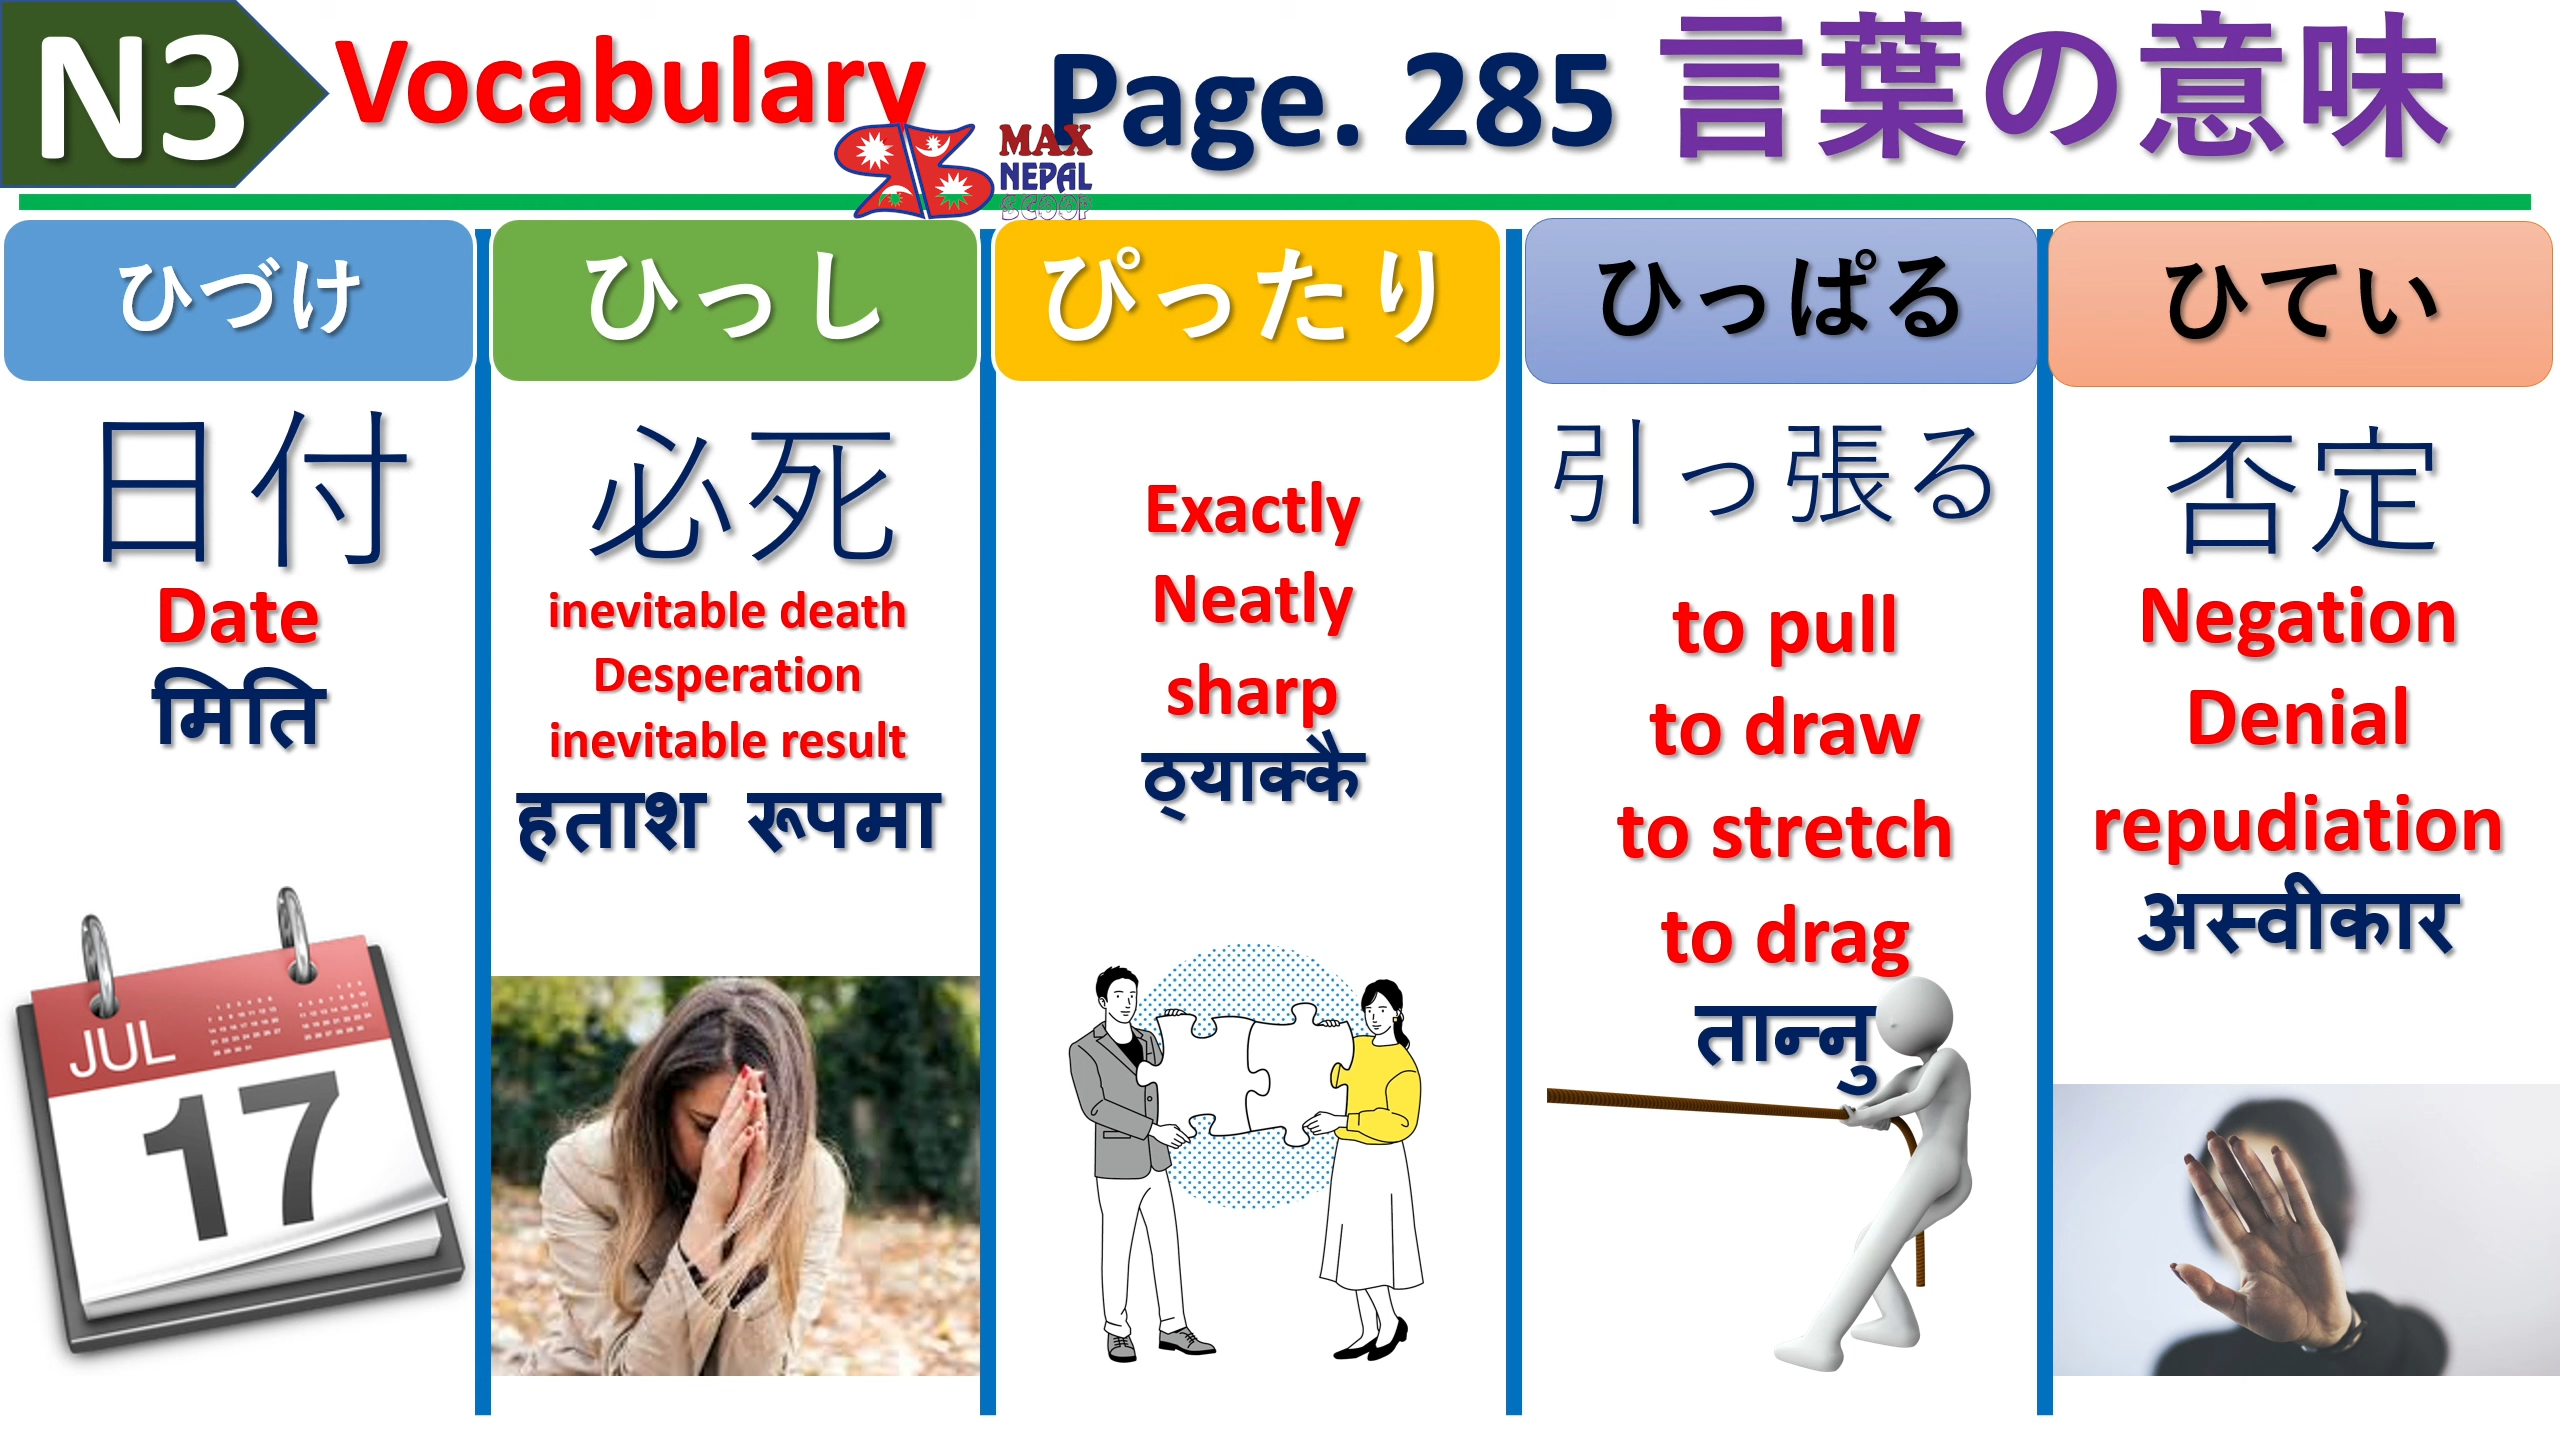 N3
Vocabulary
Page. 285
言葉の意味
MAX
NEPAL
SCOOP
ひづけ
日付
Date
मिति
JUL
17
ひっし
必死
inevitable death
Desperation
inevitable result
हताश रूपमा
ぴったり
Exactly
Neatly
sharp
ठ्याक्कै
ひっぱる
引っ張る
to pull
to draw
to stretch
to drag
तान्नु
ひてい
否定
Negation
Denial
repudiation
अस्वीकार